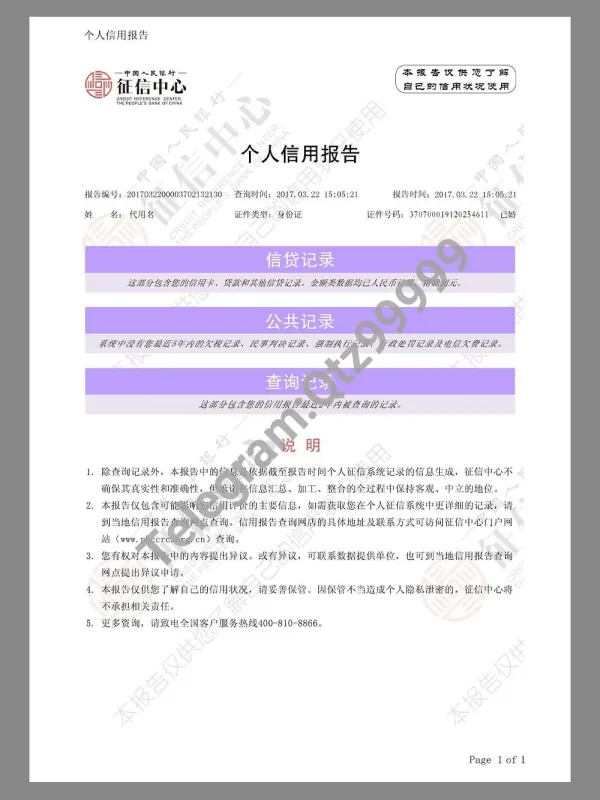 个人信用报告
中国人民银行
征信中心
CREDIT REFERENCE CENTER,
THE PEOPLE'S BANK OF CHINA
本报告仅供您了解
自己的信用状况使用
个人信用报告
报告编号：2017032200003702132130 查询时间：2017.03.22 15:05:21 报告时间：2017.03.22 15:05:21
姓 名：代用名 证件类型：身份证 证件号码：370700019120254611 已婚
信贷记录
这部分包含您的信用卡、贷款和其他信贷记录。金额类数据均已人民币计算，精确到元。
公共记录
系统中没有您最近5年内的欠税记录、民事判决记录、强制执行记录、行政处罚记录及电信欠费记录。
查询记录
这部分包含您的信用报告最近2年内被查询的记录。
说 明
1. 除查询记录外，本报告中的信息是依据截至报告时间个人征信系统记录的信息生成，征信中心不
确保其真实性和准确性，但承诺在信息汇总、加工、整合的全过程中保持客观、中立的地位。
2. 本报告仅包含可能影响您信用评价的主要信息，如需获取您在个人征信系统中更详细的记录，请
到当地信用报告查询网点查询。信用报告查询网店的具体地址及联系方式可访问征信中心门户网
站（www.pbccrc.org.cn）查询。
3. 您有权对本报告中的内容提出异议。或有异议，可联系数据提供单位，也可到当地信用报告查询
网点提出异议申请。
4. 本报告仅供您了解自己的信用状况，请妥善保管。因保管不当造成个人隐私泄密的，征信中心将
不承担相关责任。
5. 更多资询，请致电全国客户服务热线400-810-8866。
Telegram:Qtz99999
Page 1 of 1